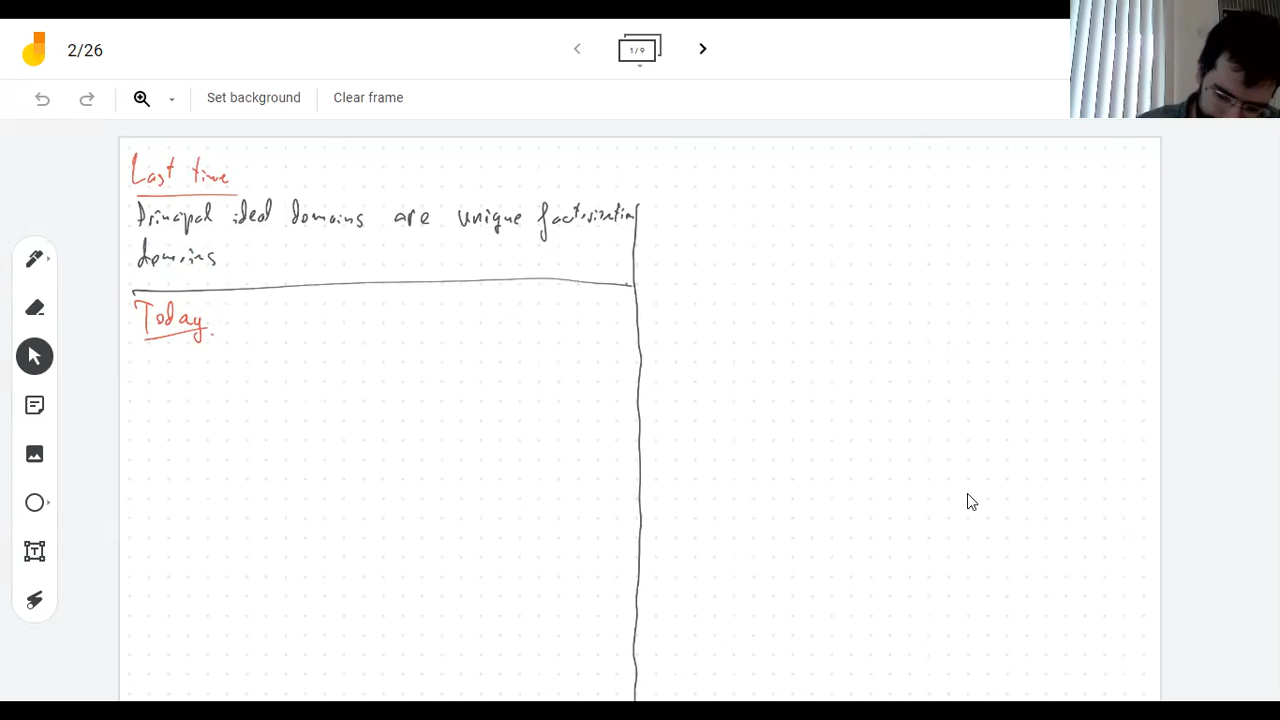 2/26
1/9
Set background
Clear frame
Last time
Principal ideal domains are unique factorization
domains
Today.